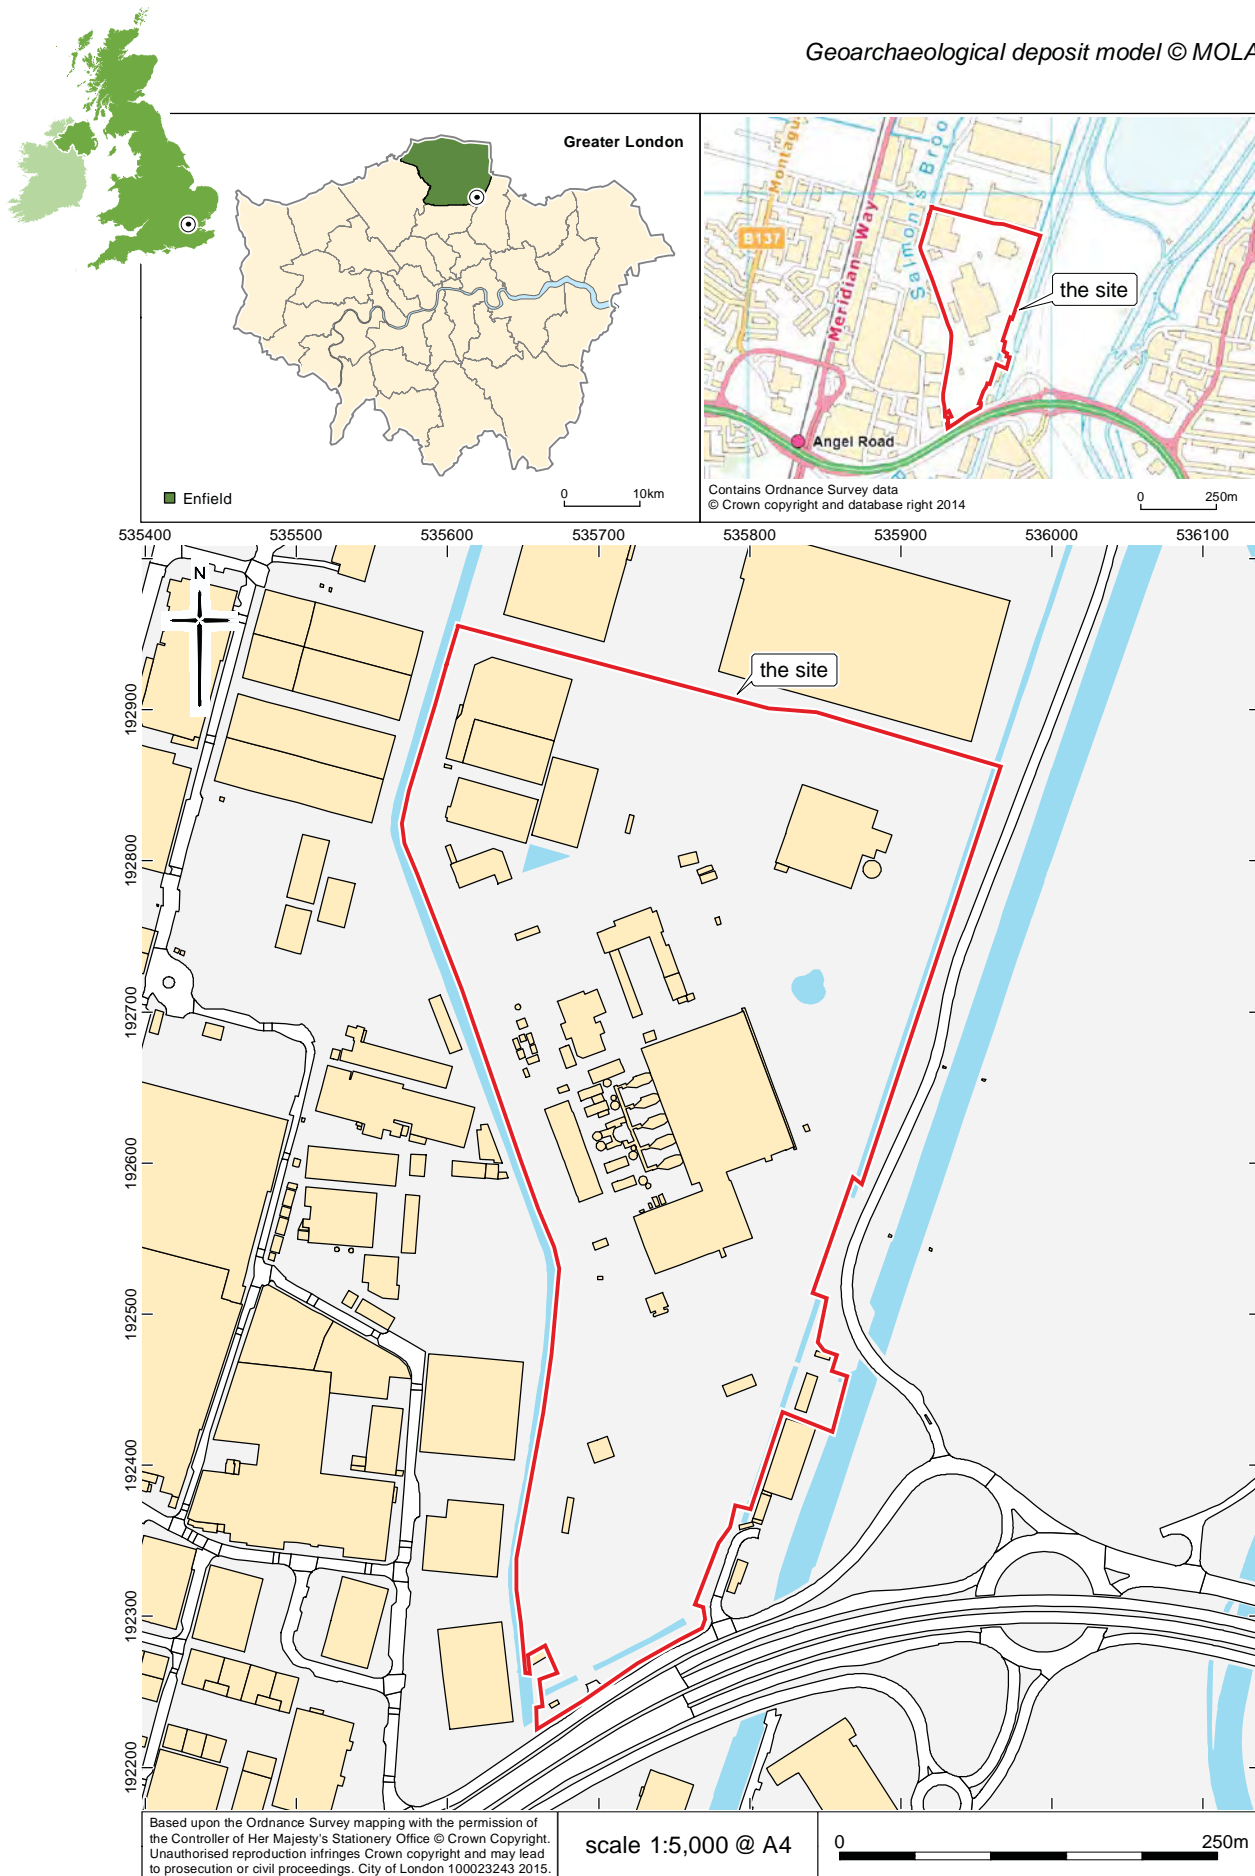 Geoarchaeological deposit model © MOLA
Greater London
Enfield
0 10km
B137
Montagu
Meridian Way
Salmon's Broo
the site
Angel Road
Contains Ordnance Survey data
© Crown copyright and database right 2014
0 250m
535400 535500 535600 535700 535800 535900 536000 536100
N
the site
192900
192800
192700
192600
192500
192400
192300
192200
Based upon the Ordnance Survey mapping with the permission of
the Controller of Her Majesty's Stationery Office © Crown Copyright.
Unauthorised reproduction infringes Crown copyright and may lead
to prosecution or civil proceedings. City of London 100023243 2015.
scale 1:5,000 @ A4
0 250m